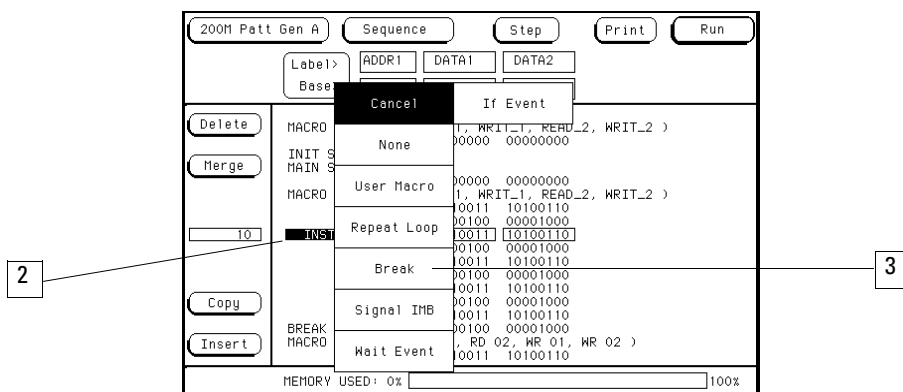 200M Patt Gen A Sequence Step Print Run
Label> ADDR1 DATA1 DATA2
Base
Cancel If Event
Delete MACRO 1, WRIT_1, READ_2, WRIT_2 )
None 00000 00000000
INIT S
Merge MAIN S
User Macro 00000 00000000
MACRO 1, WRIT_1, READ_2, WRIT_2 )
10011 10100110
00100 00001000
10 INST Repeat Loop 10011 10100110
00100 00001000
2 Break 10011 10100110 3
00100 00001000
10011 10100110
Copy Signal IMB 00100 00001000
10011 10100110
BREAK 00100 00001000
Insert MACRO , RD 02, WR 01, WR 02 )
Wait Event 10011 10100110
MEMORY USED: 0% 100%